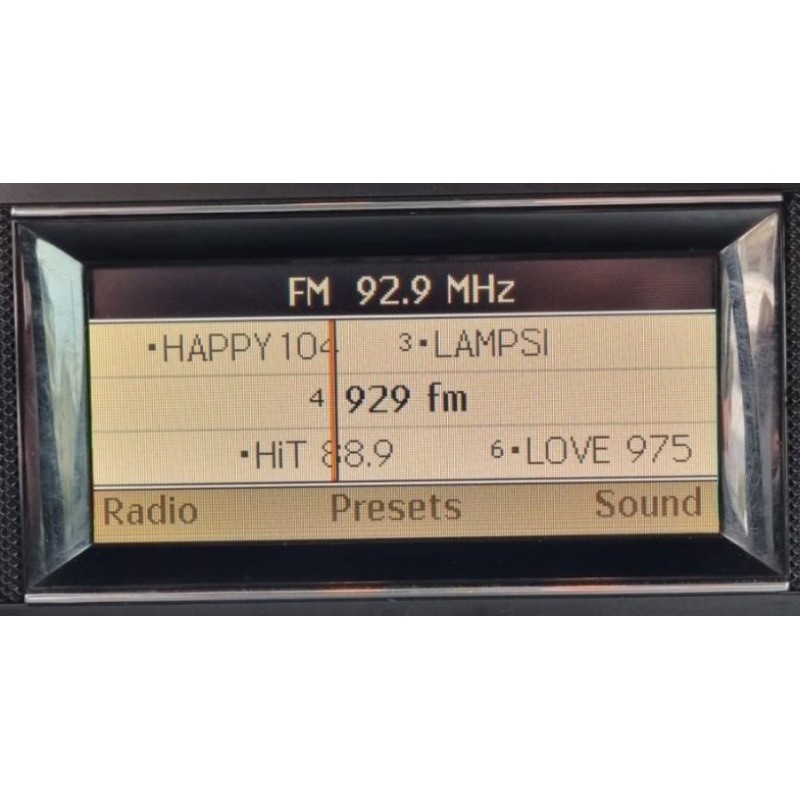 FM 92.9 MHz
•HAPPY 104 3•LAMPSI
4 929 fm
•HiT 88.9 6•LOVE 975
Radio Presets Sound